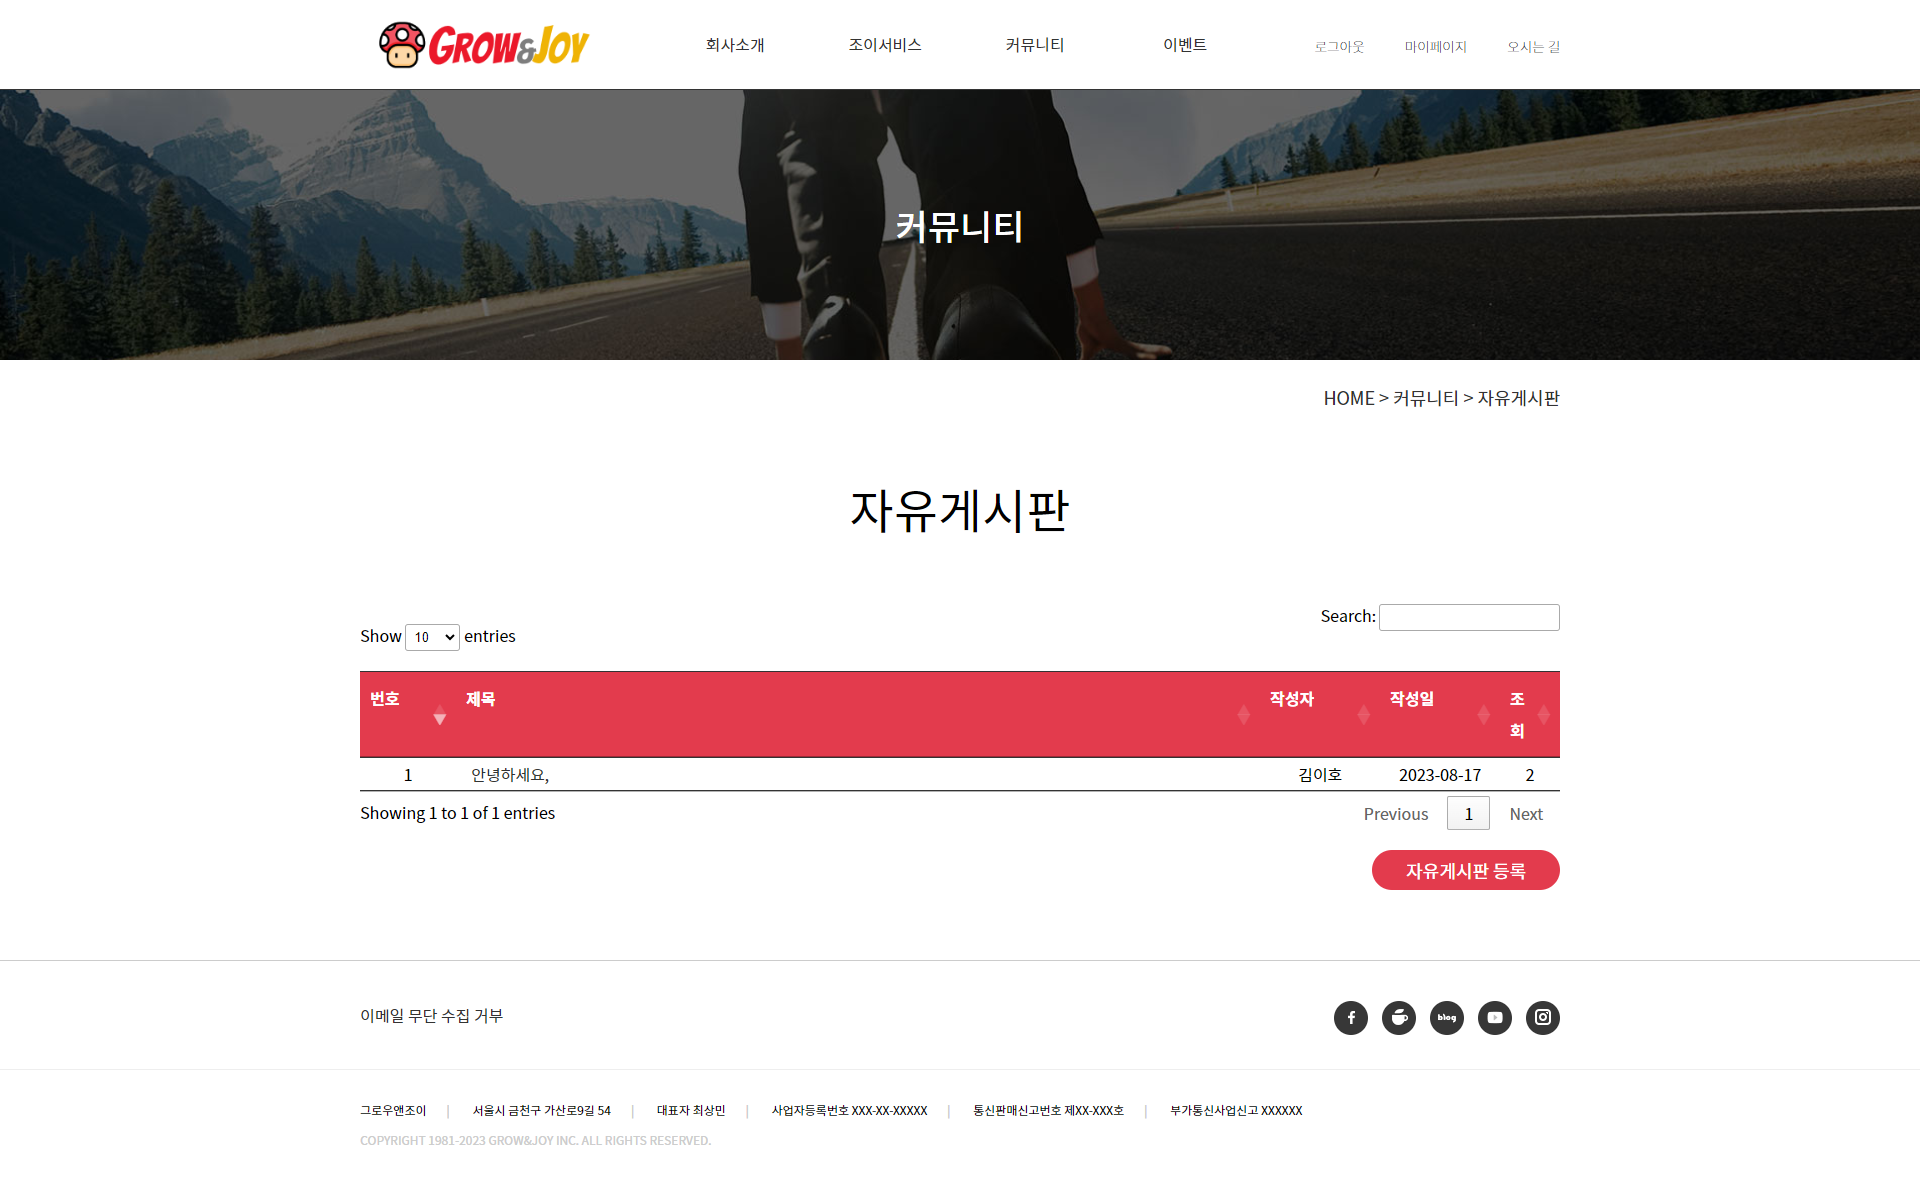 GROW&JOY 회사소개 조이서비스 커뮤니티 이벤트 로그아웃 마이페이지 오시는 길
커뮤니티
HOME > 커뮤니티 > 자유게시판
자유게시판
Search:
Show 10 entries
번호 제목 작성자 작성일 조회
1 안녕하세요, 김이호 2023-08-17 2
Showing 1 to 1 of 1 entries Previous 1 Next
자유게시판 등록
이메일 무단 수집 거부 blog
그로우앤조이 | 서울시 금천구 가산로9길 54 | 대표자 최상민 | 사업자등록번호 XXX-XX-XXXXX | 통신판매신고번호 제XX-XXX호 | 부가통신사업신고 XXXXXX
COPYRIGHT 1981-2023 GROW&JOY INC. ALL RIGHTS RESERVED.